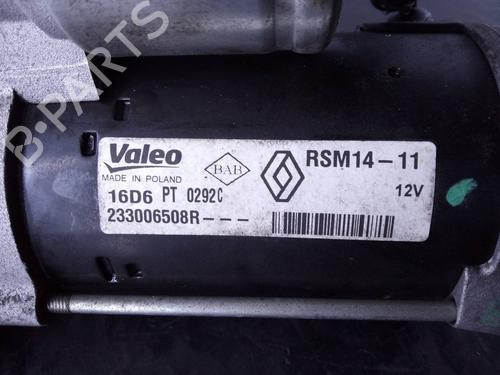 B-PARTS
Valeo
MADE IN POLAND
BAB
RSM14-11
12V
16D6 PT 0292C
233006508R---